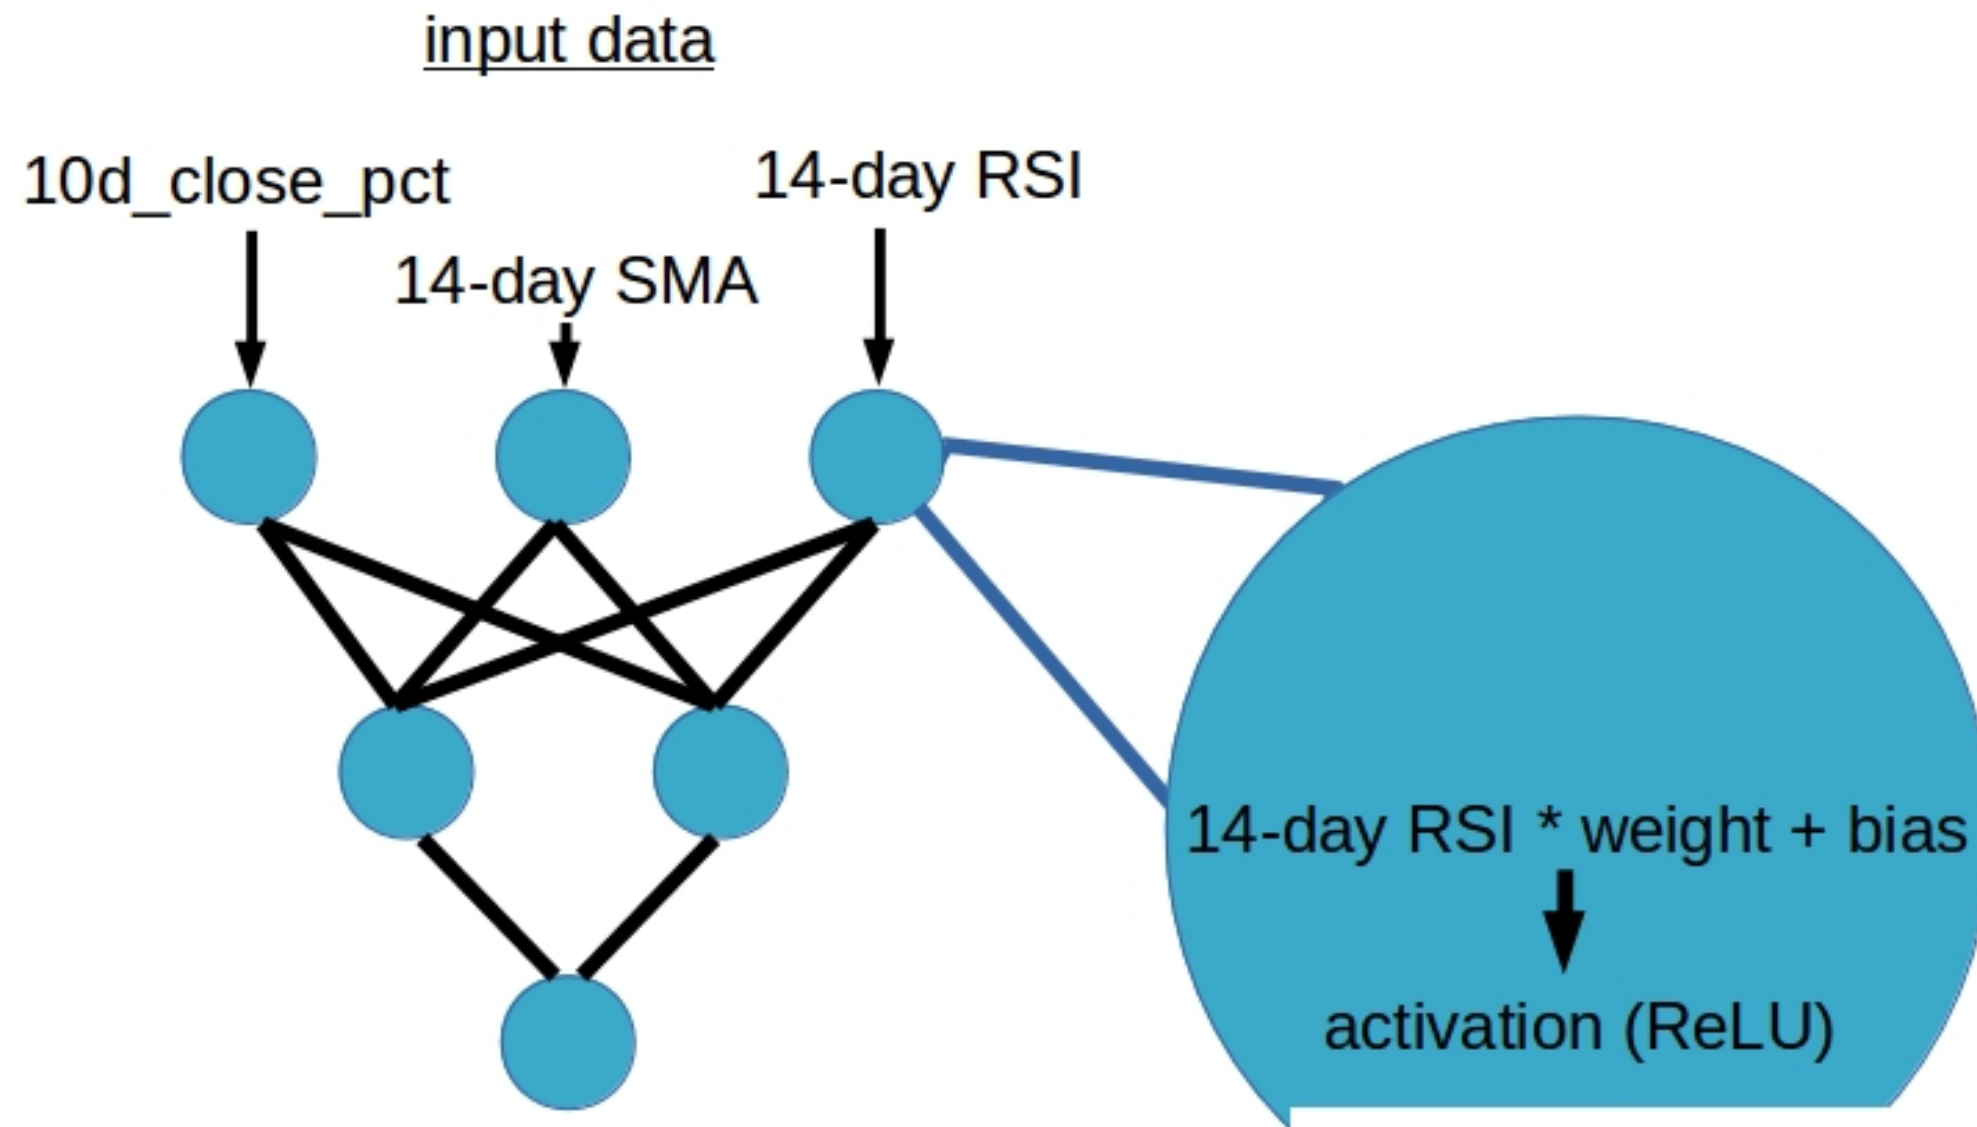 input data
10d_close_pct
14-day RSI
14-day SMA
14-day RSI * weight + bias
activation (ReLU)